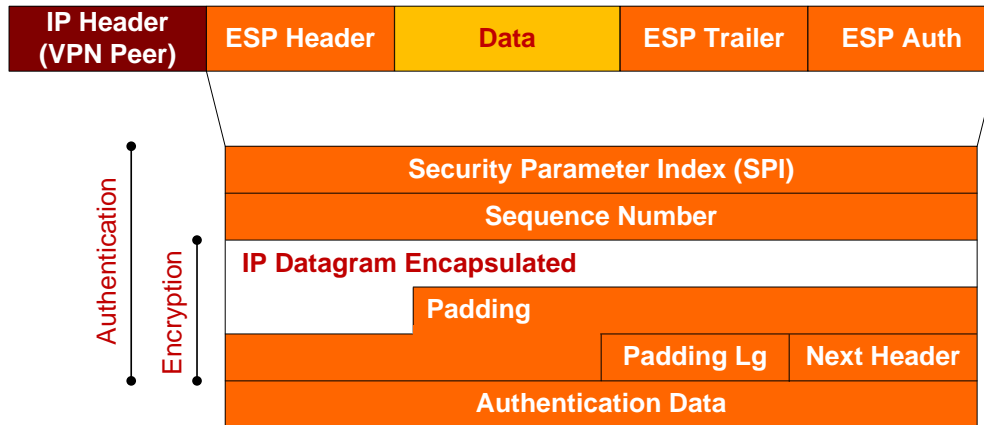 IP Header
(VPN Peer)
ESP Header
Data
ESP Trailer
ESP Auth
Authentication
Encryption
Security Parameter Index (SPI)
Sequence Number
IP Datagram Encapsulated
Padding
Padding Lg
Next Header
Authentication Data